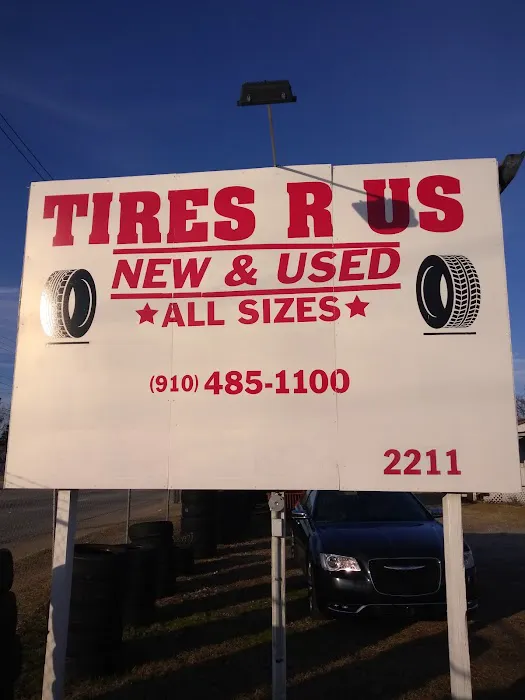 TIRES R US
NEW & USED
★ALL SIZES★
(910) 485-1100
2211